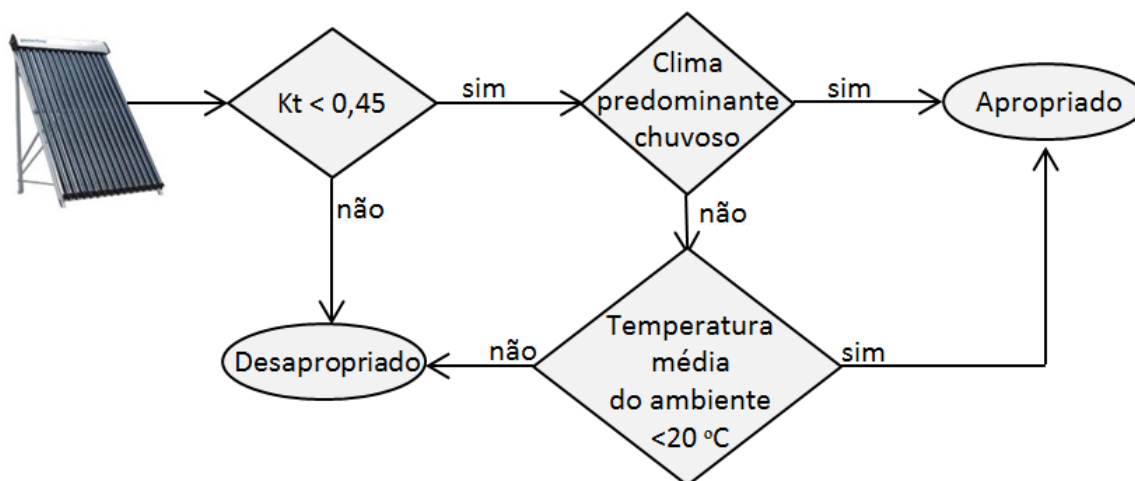 Kt < 0,45
sim
Clima
predominante
chuvoso
sim
Apropriado
não
não
Desapropriado
não
Temperatura
média
do ambiente
<20 °C
sim